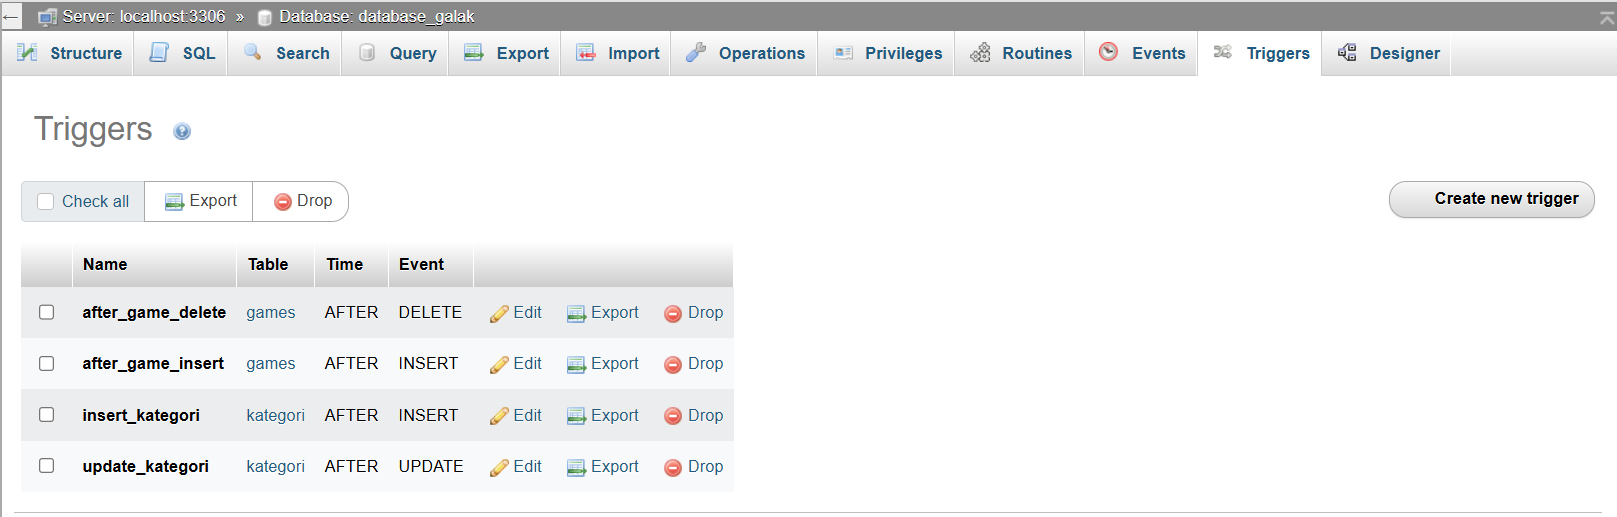 Server: localhost:3306 » Database: database_galak
Structure SQL Search Query Export Import Operations Privileges Routines Events Triggers Designer
Triggers
Check all Export Drop Create new trigger
Name Table Time Event
after_game_delete games AFTER DELETE Edit Export Drop
after_game_insert games AFTER INSERT Edit Export Drop
insert_kategori kategori AFTER INSERT Edit Export Drop
update_kategori kategori AFTER UPDATE Edit Export Drop